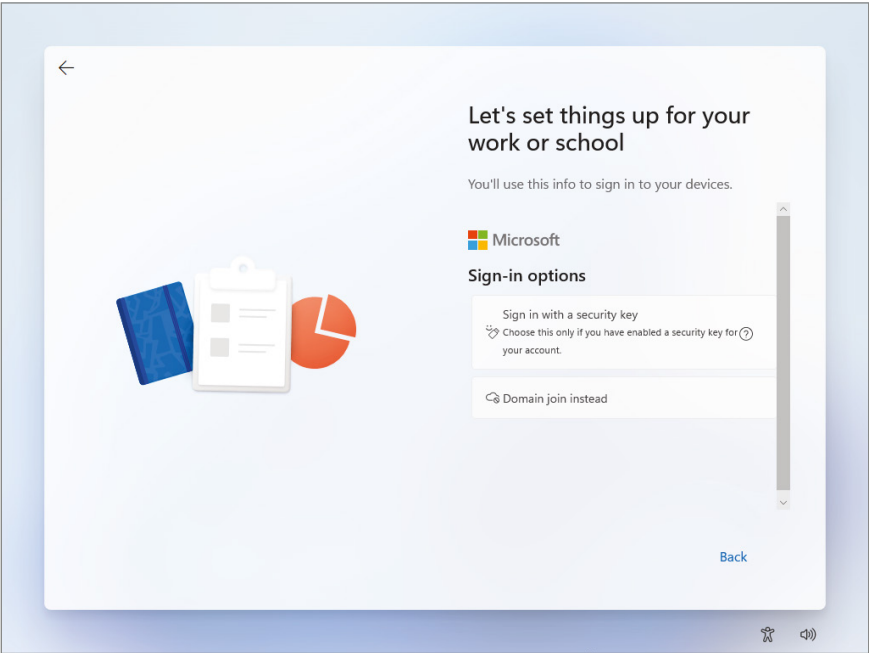 Let's set things up for your
work or school
You'll use this info to sign in to your devices.
Microsoft
Sign-in options
Sign in with a security key
Choose this only if you have enabled a security key for
your account.
Domain join instead
Back